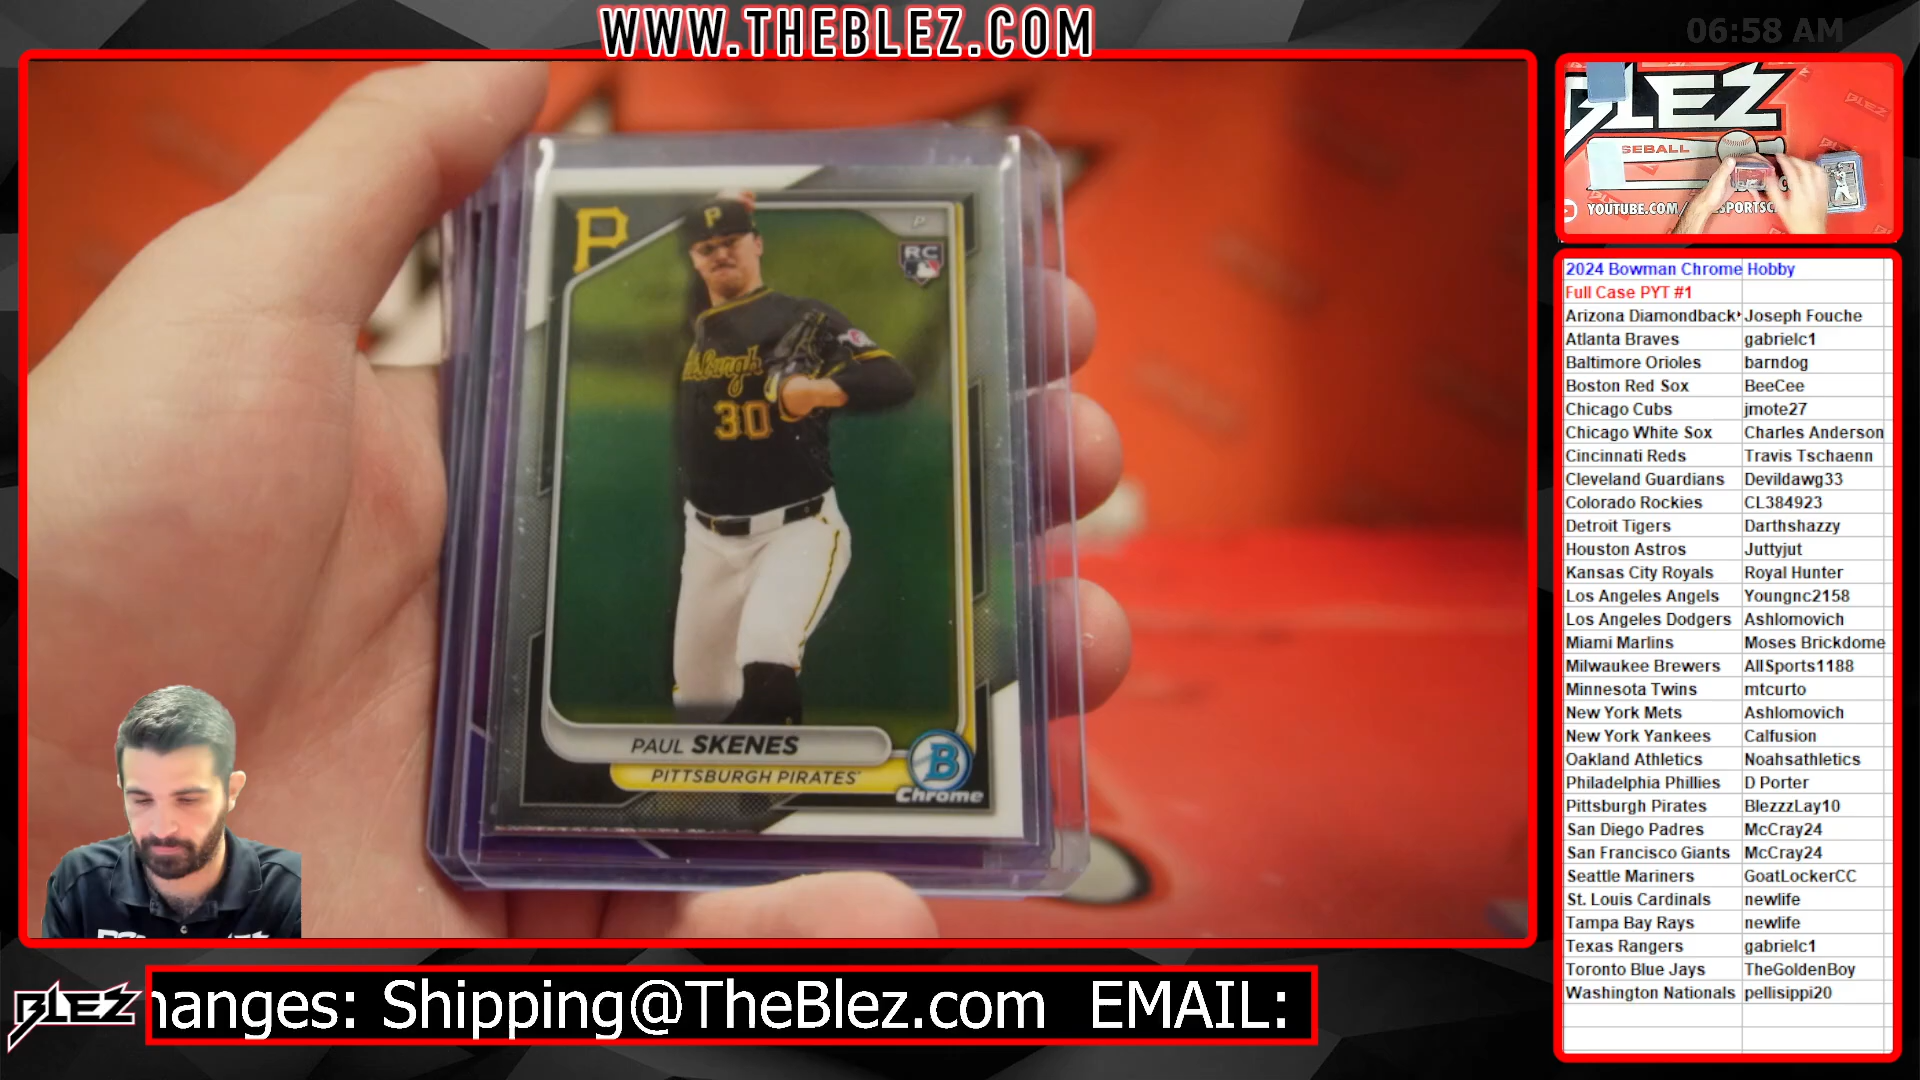 WWW.THEBLEZ.COM
06:58 AM
P
P
RC
P
30
PAUL SKENES
PITTSBURGH PIRATES
B
Chrome
BLEZ
SEBALL
YOUTUBE.COM/
2024 Bowman Chrome Hobby
Full Case PYT #1
Arizona Diamondback Joseph Fouche
Atlanta Braves gabrielc1
Baltimore Orioles barndog
Boston Red Sox BeeCee
Chicago Cubs jmote27
Chicago White Sox Charles Anderson
Cincinnati Reds Travis Tschaenn
Cleveland Guardians Devildawg33
Colorado Rockies CL384923
Detroit Tigers Darthshazzy
Houston Astros Juttyjut
Kansas City Royals Royal Hunter
Los Angeles Angels Youngnc2158
Los Angeles Dodgers Ashlomovich
Miami Marlins Moses Brickdome
Milwaukee Brewers AllSports1188
Minnesota Twins mtcurto
New York Mets Ashlomovich
New York Yankees Calfusion
Oakland Athletics Noahsathletics
Philadelphia Phillies D Porter
Pittsburgh Pirates BlezzzLay10
San Diego Padres McCray24
San Francisco Giants McCray24
Seattle Mariners GoatLockerCC
St. Louis Cardinals newlife
Tampa Bay Rays newlife
Texas Rangers gabrielc1
Toronto Blue Jays TheGoldenBoy
Washington Nationals pellisippi20
BLEZ
hanges: Shipping@TheBlez.com EMAIL: